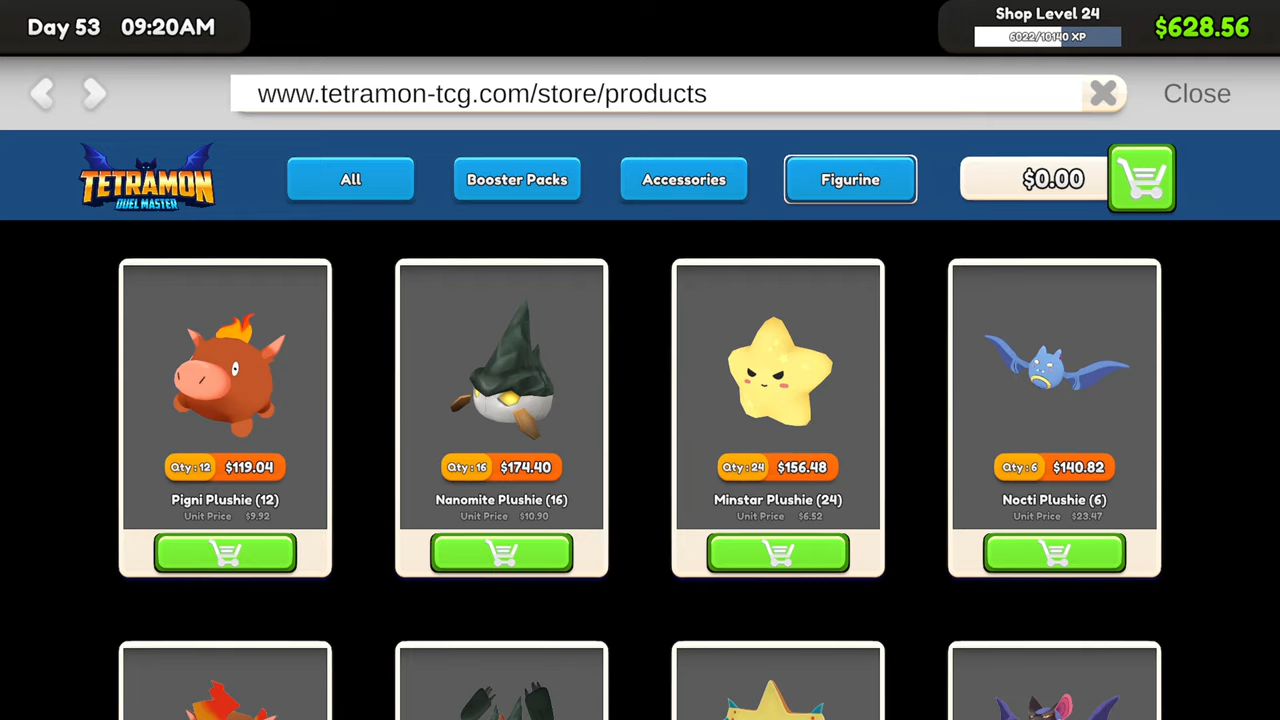 Day 53 09:20AM
Shop Level 24
6022/10140 XP
$628.56
www.tetramon-tcg.com/store/products
Close
TETRAMON
DUEL MASTER
All
Booster Packs
Accessories
Figurine
$0.00
Qty : 12 $119.04
Pigni Plushie (12)
Unit Price $9.92
Qty : 16 $174.40
Nanomite Plushie (16)
Unit Price $10.90
Qty : 24 $156.48
Minstar Plushie (24)
Unit Price $6.52
Qty : 6 $140.82
Nocti Plushie (6)
Unit Price $23.47